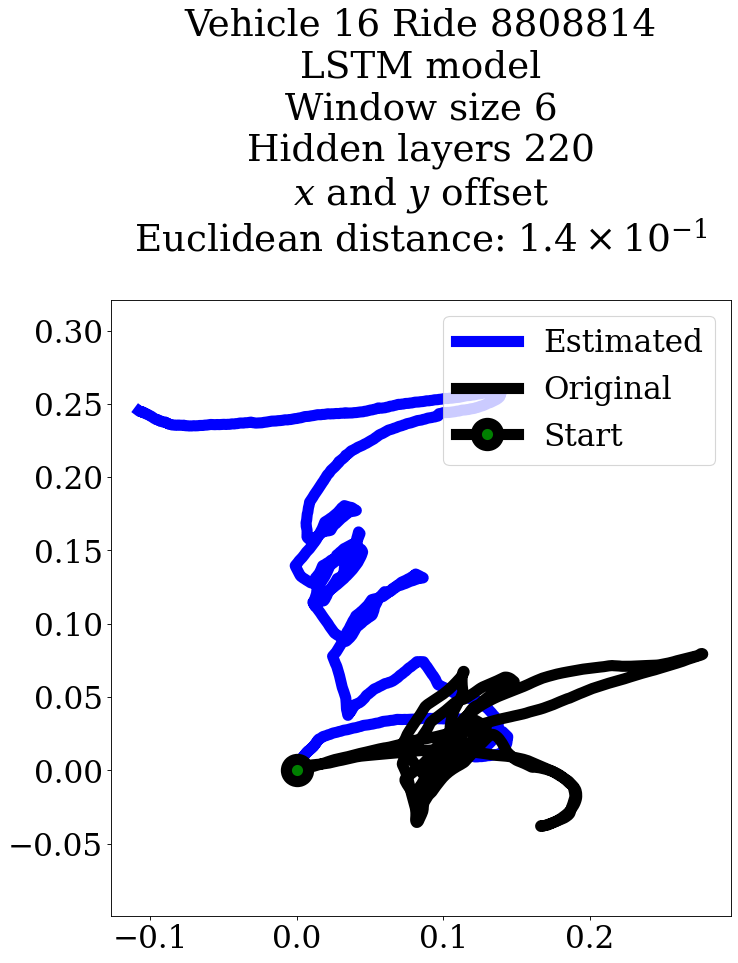 Vehicle 16 Ride 8808814
LSTM model
Window size 6
Hidden layers 220
x and y offset
Euclidean distance: 1.4 × 10⁻¹
Estimated
Original
Start
0.30
0.25
0.20
0.15
0.10
0.05
0.00
−0.05
−0.1 0.0 0.1 0.2